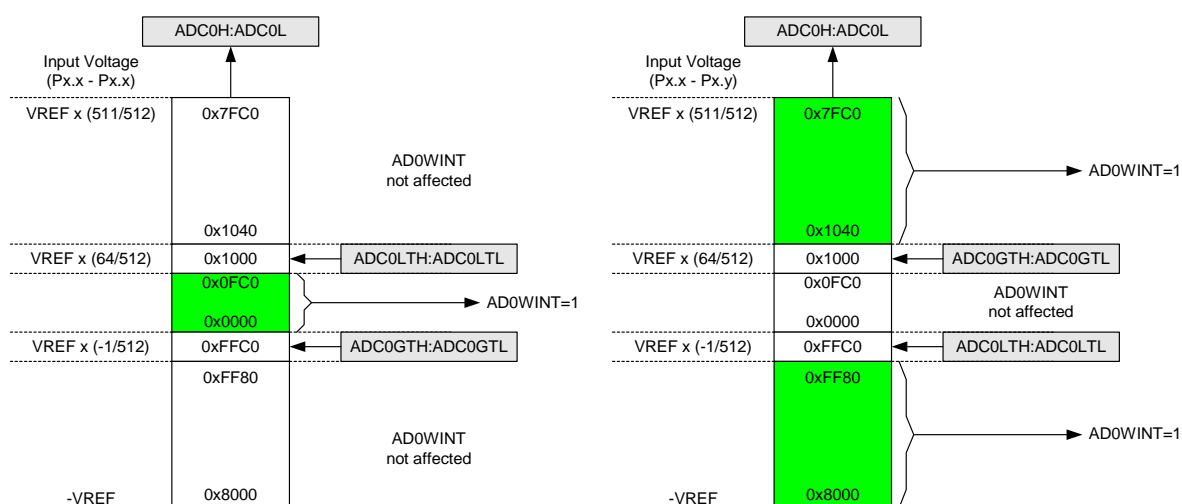 ADC0H:ADC0L
Input Voltage
(Px.x - Px.x)
VREF x (511/512)
0x7FC0
AD0WINT
not affected
0x1040
VREF x (64/512)
0x1000
ADC0LTH:ADC0LTL
0x0FC0
AD0WINT=1
0x0000
VREF x (-1/512)
0xFFC0
ADC0GTH:ADC0GTL
0xFF80
AD0WINT
not affected
-VREF
0x8000
ADC0H:ADC0L
Input Voltage
(Px.x - Px.y)
VREF x (511/512)
0x7FC0
AD0WINT=1
0x1040
VREF x (64/512)
0x1000
ADC0GTH:ADC0GTL
0x0FC0
AD0WINT
not affected
0x0000
VREF x (-1/512)
0xFFC0
ADC0LTH:ADC0LTL
0xFF80
AD0WINT=1
-VREF
0x8000